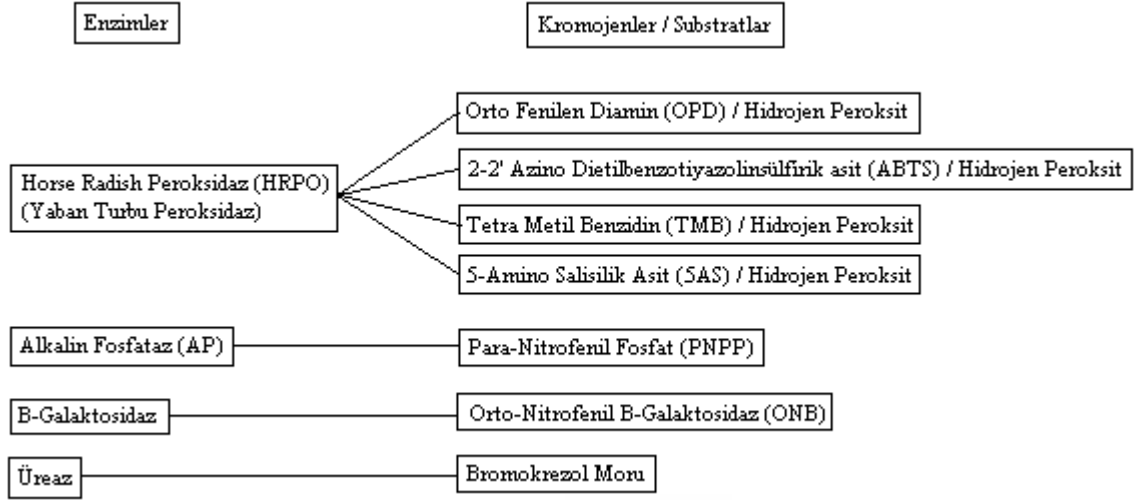 Enzimler
Kromojenler / Substratlar
Orto Fenilen Diamin (OPD) / Hidrojen Peroksit
2-2' Azino Dietilbenzotiyazolinsülfirik asit (ABTS) / Hidrojen Peroksit
Horse Radish Peroksidaz (HRPO)
(Yaban Turbu Peroksidaz)
Tetra Metil Benzidin (TMB) / Hidrojen Peroksit
5-Amino Salisilik Asit (5AS) / Hidrojen Peroksit
Alkalin Fosfataz (AP)
Para-Nitrofenil Fosfat (PNPP)
B-Galaktosidaz
Orto-Nitrofenil B-Galaktosidaz (ONB)
Üreaz
Bromokrezol Moru